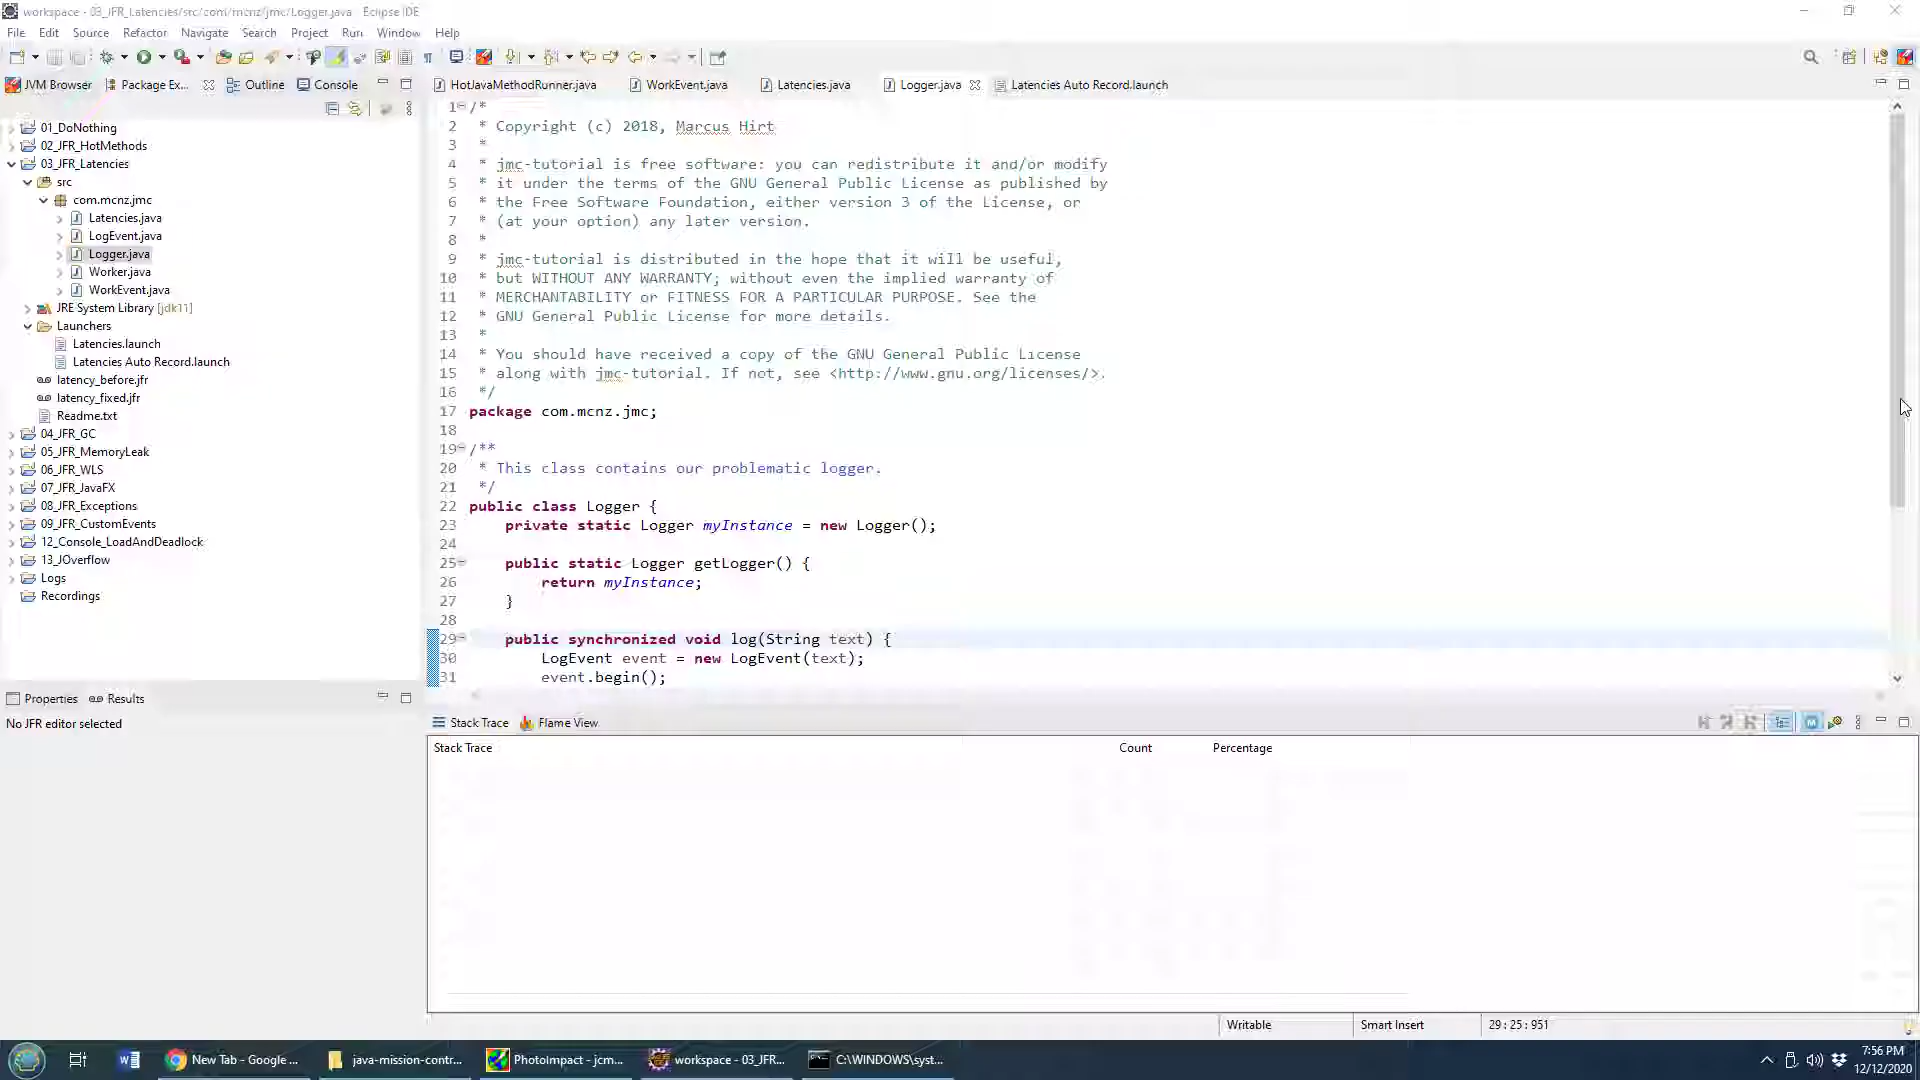 workspace - 03_JFR_Latencies/src/com/mcnz/jmc/Logger.java - Eclipse IDE
File Edit Source Refactor Navigate Search Project Run Window Help
JVM Browser Package Ex... Outline Console
HotJavaMethodRunner.java WorkEvent.java Latencies.java Logger.java Latencies Auto Record.launch
01_DoNothing
02_JFR_HotMethods
03_JFR_Latencies
src
com.mcnz.jmc
Latencies.java
LogEvent.java
Logger.java
Worker.java
WorkEvent.java
JRE System Library [jdk11]
Launchers
Latencies.launch
Latencies Auto Record.launch
latency_before.jfr
latency_fixed.jfr
Readme.txt
04_JFR_GC
05_JFR_MemoryLeak
06_JFR_WLS
07_JFR_JavaFX
08_JFR_Exceptions
09_JFR_CustomEvents
12_Console_LoadAndDeadlock
13_JOverflow
Logs
Recordings
1 /*
2 * Copyright (c) 2018, Marcus Hirt
3 *
4 * jmc-tutorial is free software: you can redistribute it and/or modify
5 * it under the terms of the GNU General Public License as published by
6 * the Free Software Foundation, either version 3 of the License, or
7 * (at your option) any later version.
8 *
9 * jmc-tutorial is distributed in the hope that it will be useful,
10 * but WITHOUT ANY WARRANTY; without even the implied warranty of
11 * MERCHANTABILITY or FITNESS FOR A PARTICULAR PURPOSE. See the
12 * GNU General Public License for more details.
13 *
14 * You should have received a copy of the GNU General Public License
15 * along with jmc-tutorial. If not, see <http://www.gnu.org/licenses/>.
16 */
17 package com.mcnz.jmc;
18
19 /**
20 * This class contains our problematic logger.
21 */
22 public class Logger {
23 private static Logger myInstance = new Logger();
24
25 public static Logger getLogger() {
26 return myInstance;
27 }
28
29 public synchronized void log(String text) {
30 LogEvent event = new LogEvent(text);
31 event.begin();
Properties Results
No JFR editor selected
Stack Trace Flame View
Stack Trace Count Percentage
Writable Smart Insert 29 : 25 : 951
New Tab - Google ... java-mission-contr... PhotoImpact - jcm... workspace - 03_JFR... C:\WINDOWS\syst...
7:56 PM
12/12/2020